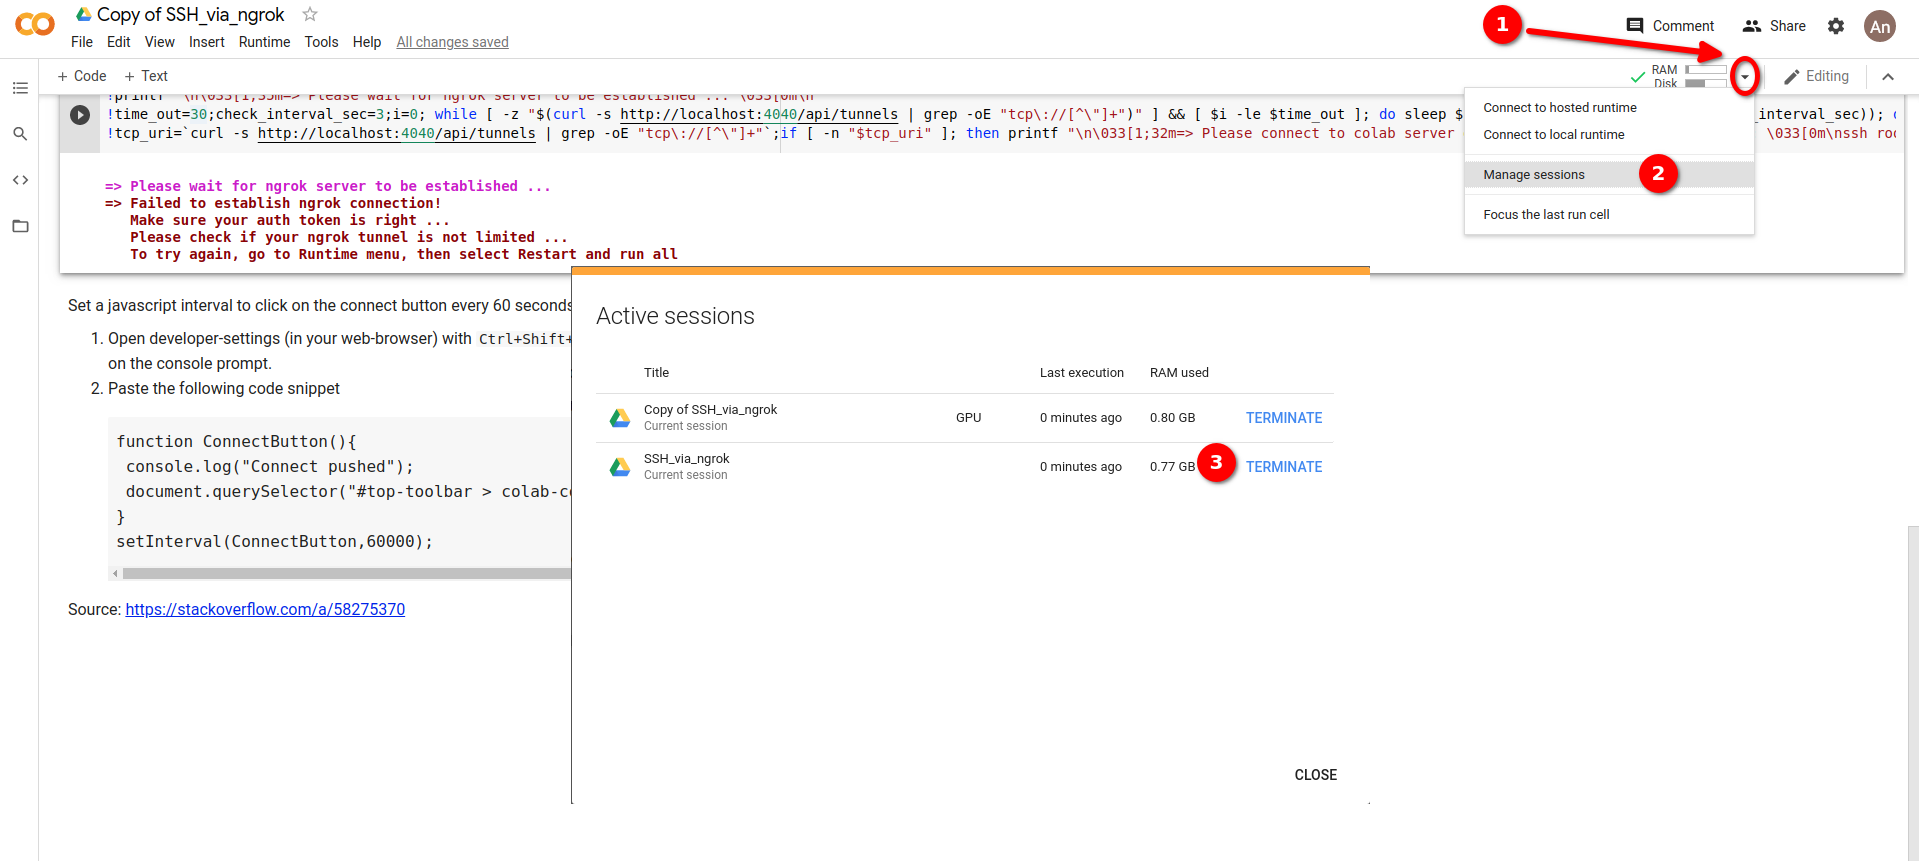 Copy of SSH_via_ngrok
File Edit View Insert Runtime Tools Help All changes saved
1
Comment Share An
+ Code + Text
RAM
Disk
Editing
!printf "\n\033[1;35m=> Please wait for ngrok server to be established ... \033[0m\n"
!time_out=30;check_interval_sec=3;i=0; while [ -z "$(curl -s http://localhost:4040/api/tunnels | grep -oE "tcp\://[^\"]+")" ] && [ $i -le $time_out ]; do sleep $
_interval_sec)); d
!tcp_uri=`curl -s http://localhost:4040/api/tunnels | grep -oE "tcp\://[^\"]+"`;if [ -n "$tcp_uri" ]; then printf "\n\033[1;32m=> Please connect to colab server
\033[0m\nssh roo
Connect to hosted runtime
Connect to local runtime
Manage sessions
2
Focus the last run cell
=> Please wait for ngrok server to be established ...
=> Failed to establish ngrok connection!
Make sure your auth token is right ...
Please check if your ngrok tunnel is not limited ...
To try again, go to Runtime menu, then select Restart and run all
Set a javascript interval to click on the connect button every 60 seconds
1. Open developer-settings (in your web-browser) with Ctrl+Shift+
on the console prompt.
2. Paste the following code snippet
function ConnectButton(){
console.log("Connect pushed");
document.querySelector("#top-toolbar > colab-co
}
setInterval(ConnectButton,60000);
Source: https://stackoverflow.com/a/58275370
Active sessions
Title Last execution RAM used
Copy of SSH_via_ngrok
Current session
GPU 0 minutes ago 0.80 GB TERMINATE
SSH_via_ngrok
Current session
0 minutes ago 0.77 GB 3 TERMINATE
CLOSE